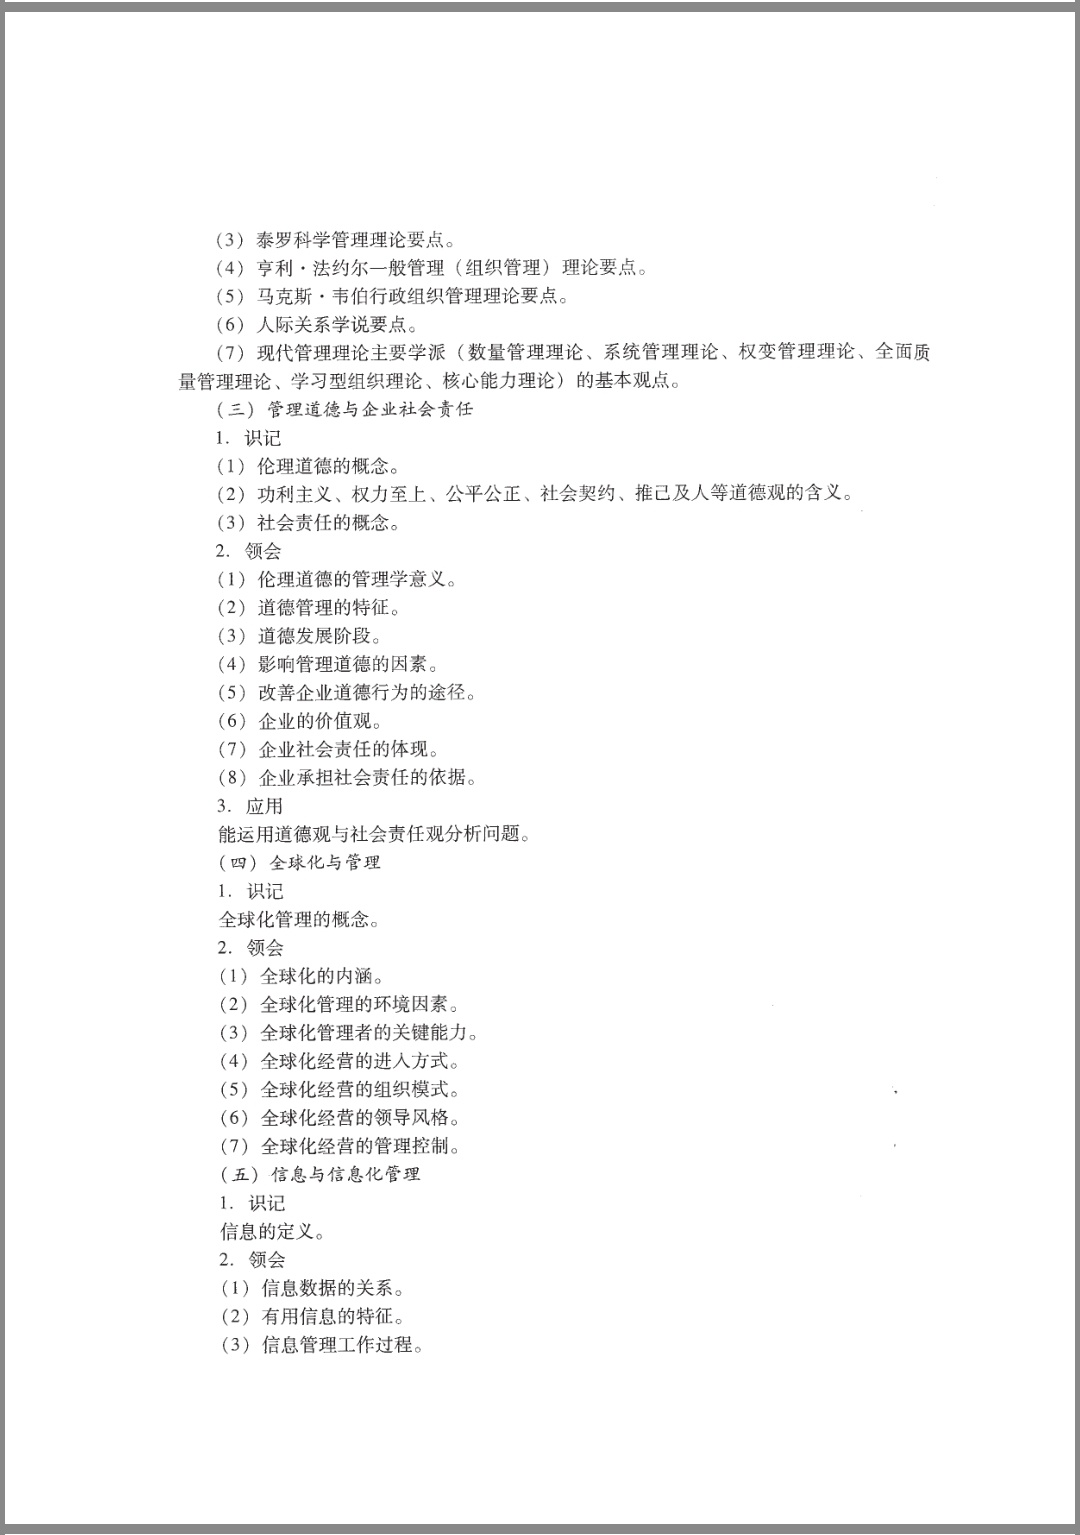 (3) 泰罗科学管理理论要点。
(4) 亨利·法约尔一般管理（组织管理）理论要点。
(5) 马克斯·韦伯行政组织管理理论要点。
(6) 人际关系学说要点。
(7) 现代管理理论主要学派（数量管理理论、系统管理理论、权变管理理论、全面质
量管理理论、学习型组织理论、核心能力理论）的基本观点。
（三）管理道德与企业社会责任
1. 识记
(1) 伦理道德的概念。
(2) 功利主义、权力至上、公平公正、社会契约、推己及人等道德观的含义。
(3) 社会责任的概念。
2. 领会
(1) 伦理道德的管理学意义。
(2) 道德管理的特征。
(3) 道德发展阶段。
(4) 影响管理道德的因素。
(5) 改善企业道德行为的途径。
(6) 企业的价值观。
(7) 企业社会责任的体现。
(8) 企业承担社会责任的依据。
3. 应用
能运用道德观与社会责任观分析问题。
（四）全球化与管理
1. 识记
全球化管理的概念。
2. 领会
(1) 全球化的内涵。
(2) 全球化管理的环境因素。
(3) 全球化管理者的关键能力。
(4) 全球化经营的进入方式。
(5) 全球化经营的组织模式。
(6) 全球化经营的领导风格。
(7) 全球化经营的管理控制。
（五）信息与信息化管理
1. 识记
信息的定义。
2. 领会
(1) 信息数据的关系。
(2) 有用信息的特征。
(3) 信息管理工作过程。